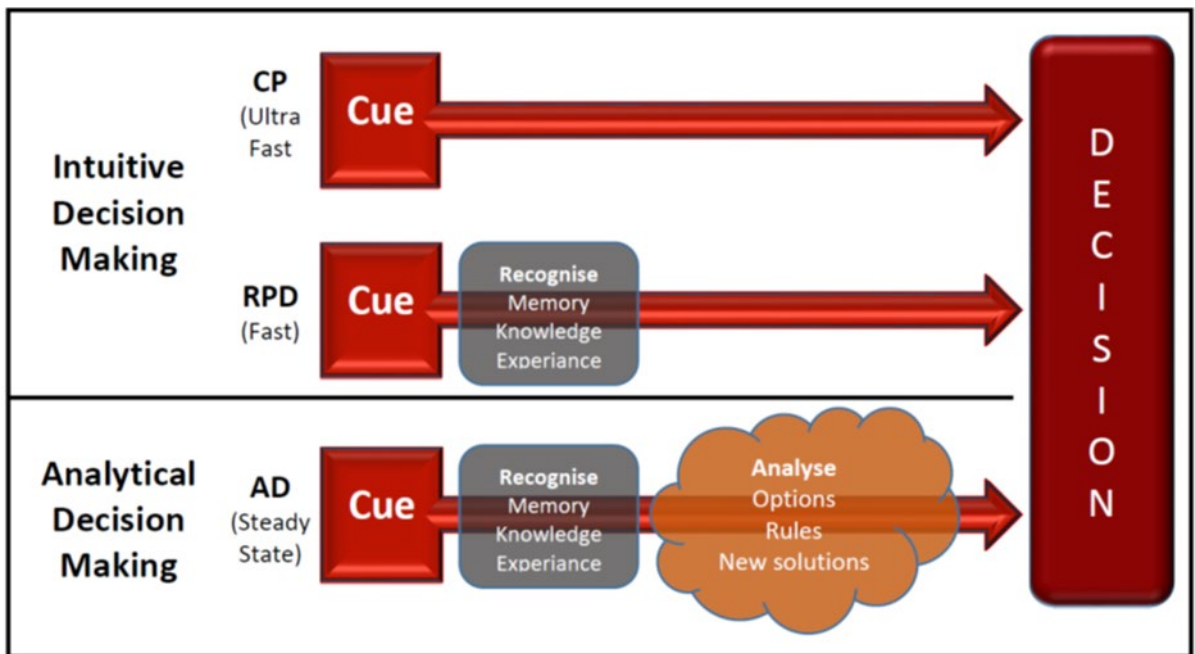 Intuitive
Decision
Making
CP
(Ultra
Fast
Cue
RPD
(Fast)
Cue
Recognise
Memory
Knowledge
Experiance
Analytical
Decision
Making
AD
(Steady
State)
Cue
Recognise
Memory
Knowledge
Experiance
Analyse
Options
Rules
New solutions
D
E
C
I
S
I
O
N